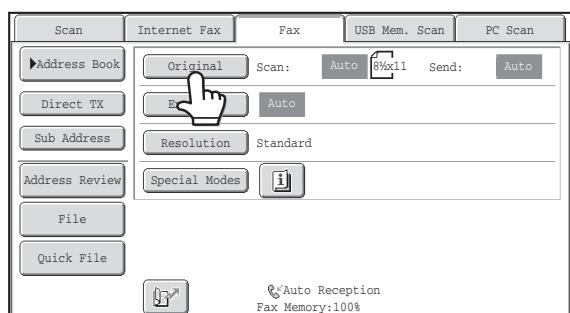 Scan
Internet Fax
Fax
USB Mem. Scan
PC Scan
Address Book
Original
Scan:
Auto
8½x11
Send:
Auto
Direct TX
Auto
Sub Address
Resolution
Standard
Address Review
Special Modes
File
Quick File
Auto Reception
Fax Memory:100%